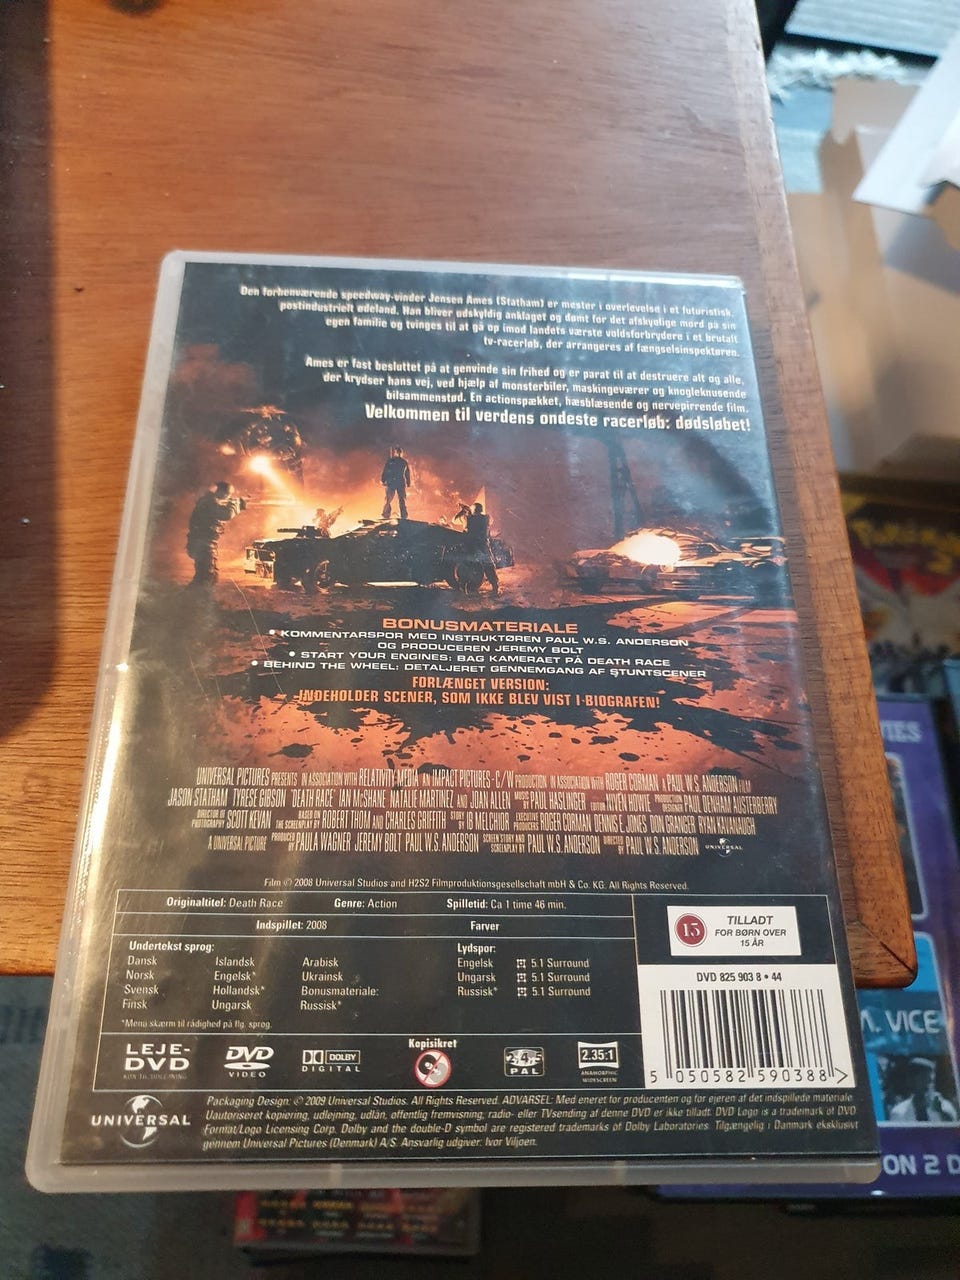 Den forhenværende speedway-vinder Jensen Ames (Statham) er mester i overlevelse i et futuristisk,
postindustrielt ødeland. Han bliver uskyldig anklaget og dømt for det afskyelige mord på sin
egen familie og tvinges til at gå op imod landets værste voldsforbrydere i et brutalt
tv-racerløb, der arrangeres af fængselsinspektøren.
Ames er fast besluttet på at genvinde sin frihed og er parat til at destruere alt og alle,
der krydser hans vej, ved hjælp af monsterbiler, maskingeværer og knogleknusende
bilsammenstød. En actionspækket, hæsblæsende og nervepirrende film.
Velkommen til verdens ondeste racerløb: dødsløbet!
BONUSMATERIALE
• KOMMENTARSPOR MED INSTRUKTØREN PAUL W.S. ANDERSON
OG PRODUCEREN JEREMY BOLT
• START YOUR ENGINES: BAG KAMERAET PÅ DEATH RACE
• BEHIND THE WHEEL: DETALJERET GENNEMGANG AF STUNTSCENER
FORLÆNGET VERSION:
INDEHOLDER SCENER, SOM IKKE BLEV VIST I BIOGRAFEN!
UNIVERSAL PICTURES PRESENTS IN ASSOCIATION WITH RELATIVITY MEDIA AN IMPACT PICTURES - C/W PRODUCTION IN ASSOCIATION WITH ROGER CORMAN A PAUL W.S. ANDERSON FILM
JASON STATHAM TYRESE GIBSON "DEATH RACE" IAN McSHANE NATALIE MARTINEZ AND JOAN ALLEN MUSIC BY PAUL HASLINGER NIVEN HOWIE PRODUCTION DESIGNER PAUL DENHAM AUSTERBERRY
DIRECTOR OF PHOTOGRAPHY SCOTT KEVAN BASED ON THE SCREENPLAY BY ROBERT THOM AND CHARLES GRIFFITH STORY BY IB MELCHIOR EXECUTIVE PRODUCERS ROGER CORMAN DENNIS E. JONES DON GRANGER RYAN KAVANAUGH
A UNIVERSAL PICTURE PRODUCED BY PAULA WAGNER JEREMY BOLT PAUL W.S. ANDERSON SCREEN STORY AND SCREENPLAY BY PAUL W.S. ANDERSON DIRECTED BY PAUL W.S. ANDERSON UNIVERSAL
Film © 2008 Universal Studios and H2S2 Filmproduktionsgesellschaft mbH & Co. KG. All Rights Reserved.
Originaltitel: Death Race Genre: Action Spilletid: Ca 1 time 46 min.
Indspillet: 2008 Farver
Undertekst sprog: Lydspor:
Dansk Islandsk Arabisk Engelsk 5.1 Surround
Norsk Engelsk* Ukrainsk Ungarsk 5.1 Surround
Svensk Hollandsk* Bonusmateriale: Russisk* 5.1 Surround
Finsk Ungarsk Russisk*
*Menu skærm til rådighed på flg. sprog.
15
TILLADT
FOR BØRN OVER
15 ÅR
DVD 825 903 8 • 44
5 050582 590388 >
LEJE-
DVD
KUN TIL UDLEJNING
DVD
VIDEO
DOLBY
DIGITAL
Kopisikret
2,4,5
PAL
2.35:1
ANAMORPHIC
WIDESCREEN
UNIVERSAL
Packaging Design: © 2009 Universal Studios. All Rights Reserved. ADVARSEL: Med eneret for producenten og for ejeren af det indspillede materiale.
Uautoriseret kopiering, udlejning, udlån, offentlig fremvisning, radio- eller TVsending af denne DVD er ikke tilladt. DVD Logo is a trademark of DVD
Format/Logo Licensing Corp. Dolby and the double-D symbol are registered trademarks of Dolby Laboratories. Tilgængelig i Danmark eksklusivt
gennem Universal Pictures (Denmark) A/S. Ansvarlig udgiver: Ivor Viljoen.
VICE
ON 2 D